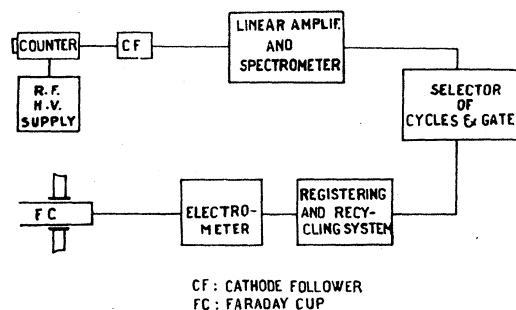 COUNTER
CF
LINEAR AMPLIF.
AND
SPECTROMETER
R.F.
H.V.
SUPPLY
SELECTOR
OF
CYCLES & GATE
FC
ELECTRO-
METER
REGISTERING
AND RECY-
CLING SYSTEM
CF: CATHODE FOLLOWER
FC: FARADAY CUP